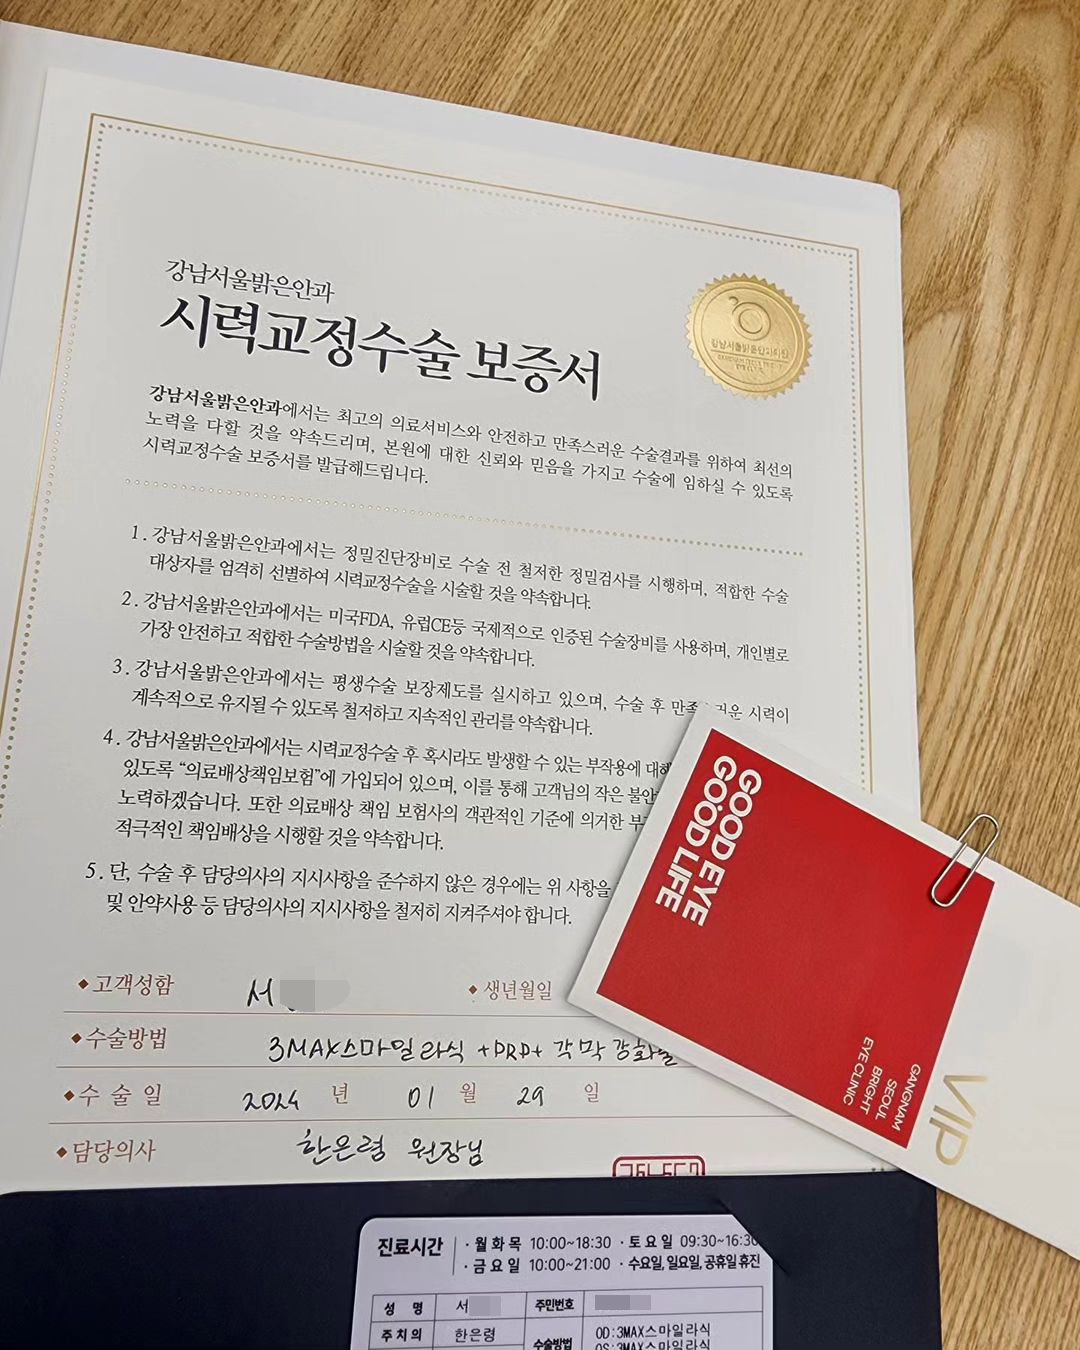 강남서울밝은안과
시력교정수술 보증서
강남서울밝은안과에서는 최고의 의료서비스와 안전하고 만족스러운 수술결과를 위하여 최선의
노력을 다할 것을 약속드리며, 본원에 대한 신뢰와 믿음을 가지고 수술에 임하실 수 있도록
시력교정수술 보증서를 발급해드립니다.
1. 강남서울밝은안과에서는 정밀진단장비로 수술 전 철저한 정밀검사를 시행하며, 적합한 수술
대상자를 엄격히 선별하여 시력교정수술을 시술할 것을 약속합니다.
2. 강남서울밝은안과에서는 미국FDA, 유럽CE등 국제적으로 인증된 수술장비를 사용하며, 개인별로
가장 안전하고 적합한 수술방법을 시술할 것을 약속합니다.
3. 강남서울밝은안과에서는 평생수술 보장제도를 실시하고 있으며, 수술 후 시력이
계속적으로 유지될 수 있도록 철저하고 지속적인 관리를 약속합니다.
4. 강남서울밝은안과에서는 시력교정수술 후 혹시라도 발생할 수 있는 부작용에 대해
있도록 “의료배상책임보험”에 가입되어 있으며, 이를 통해 고객님의 작은 불안
노력하겠습니다. 또한 의료배상 책임 보험사의 객관적인 기준에 의거한
적극적인 책임배상을 시행할 것을 약속합니다.
5. 단, 수술 후 담당의사의 지시사항을 준수하지 않은 경우에는 위 사항을
및 안약사용 등 담당의사의 지시사항을 철저히 지켜주셔야 합니다.
고객성함 서 생년월일
수술방법 3MAX스마일라식 +PRP+ 각막강화술
수술일 2024 년 01 월 29 일
담당의사 한은령 원장님
GOOD EYE
GOOD LIFE
GANGNAM
SEOUL
BRIGHT
EYE CLINIC
VIP
진료시간 · 월 화 목 10:00~18:30 · 토요일 09:30~16:30
· 금요일 10:00~21:00 · 수요일, 일요일, 공휴일 휴진
성 명 서 주민번호
주치의 한은령 수술방법 OD:3MAX스마일라식
OS:3MAX스마일라식